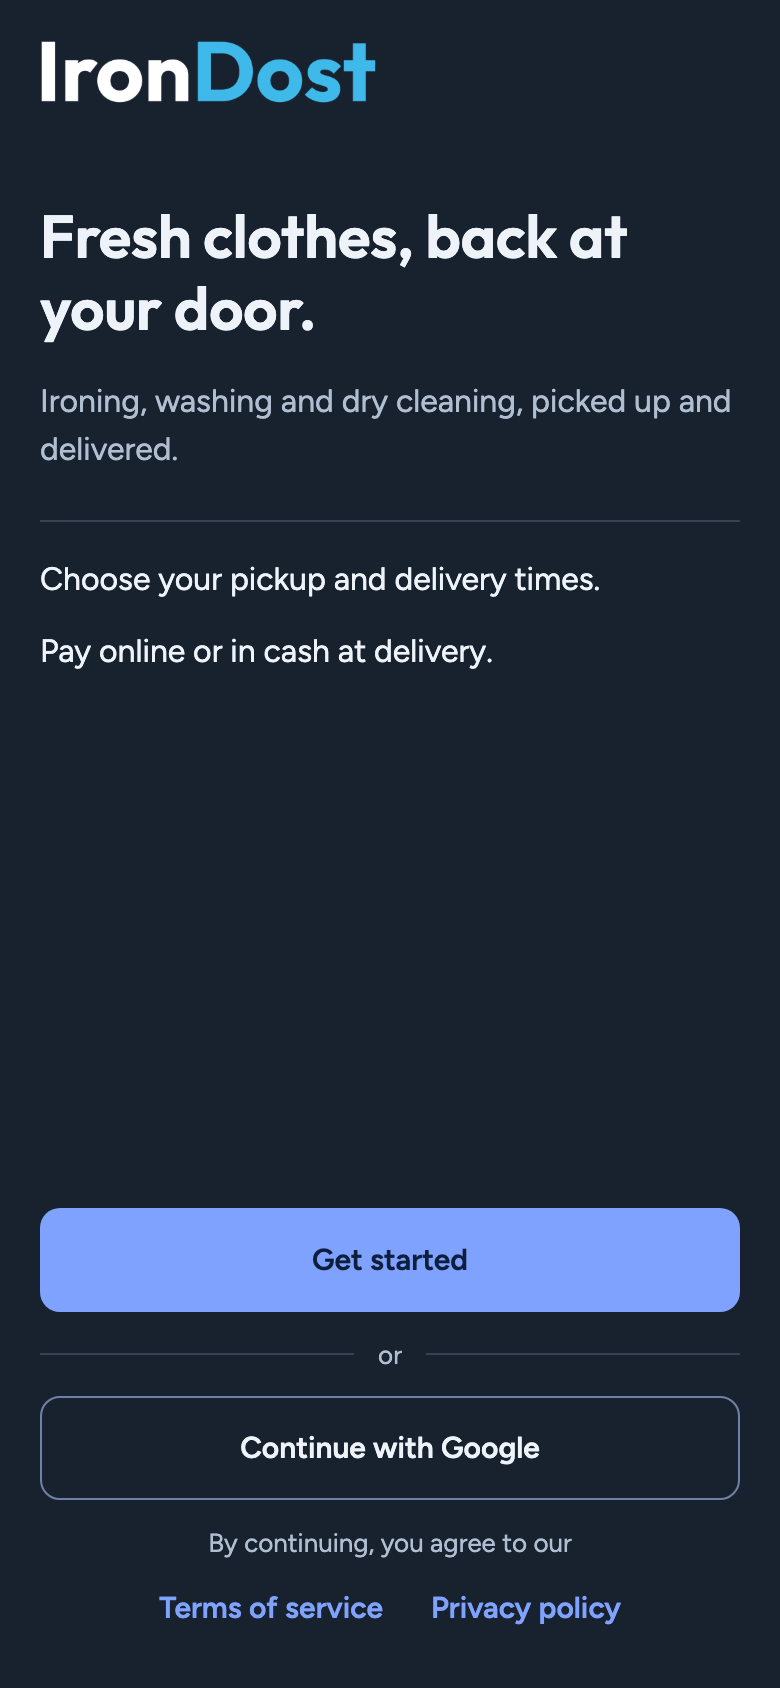 IronDost
Fresh clothes, back at
your door.
Ironing, washing and dry cleaning, picked up and
delivered.
Choose your pickup and delivery times.
Pay online or in cash at delivery.
Get started
or
Continue with Google
By continuing, you agree to our
Terms of service Privacy policy